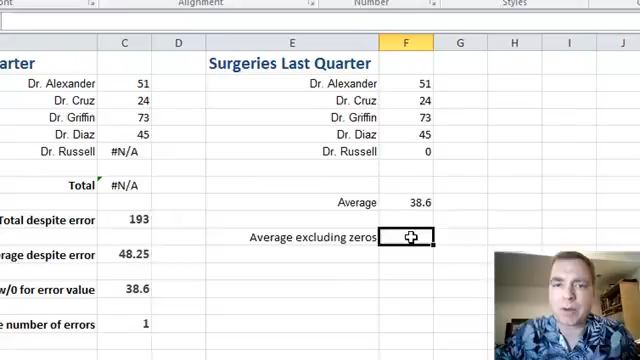 ont
Alignment
Number
Styles
C
D
E
F
G
H
I
J
arter
Surgeries Last Quarter
Dr. Alexander 51
Dr. Alexander 51
Dr. Cruz 24
Dr. Cruz 24
Dr. Griffin 73
Dr. Griffin 73
Dr. Diaz 45
Dr. Diaz 45
Dr. Russell #N/A
Dr. Russell 0
Total #N/A
Average 38.6
Total despite error 193
Average excluding zeros
rage despite error 48.25
w/0 for error value 38.6
e number of errors 1